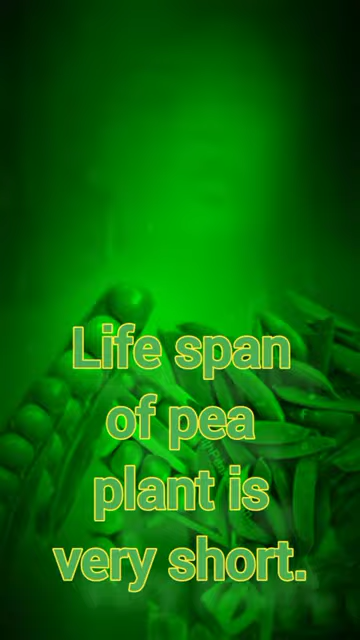 Life span
of pea
plant is
very short.